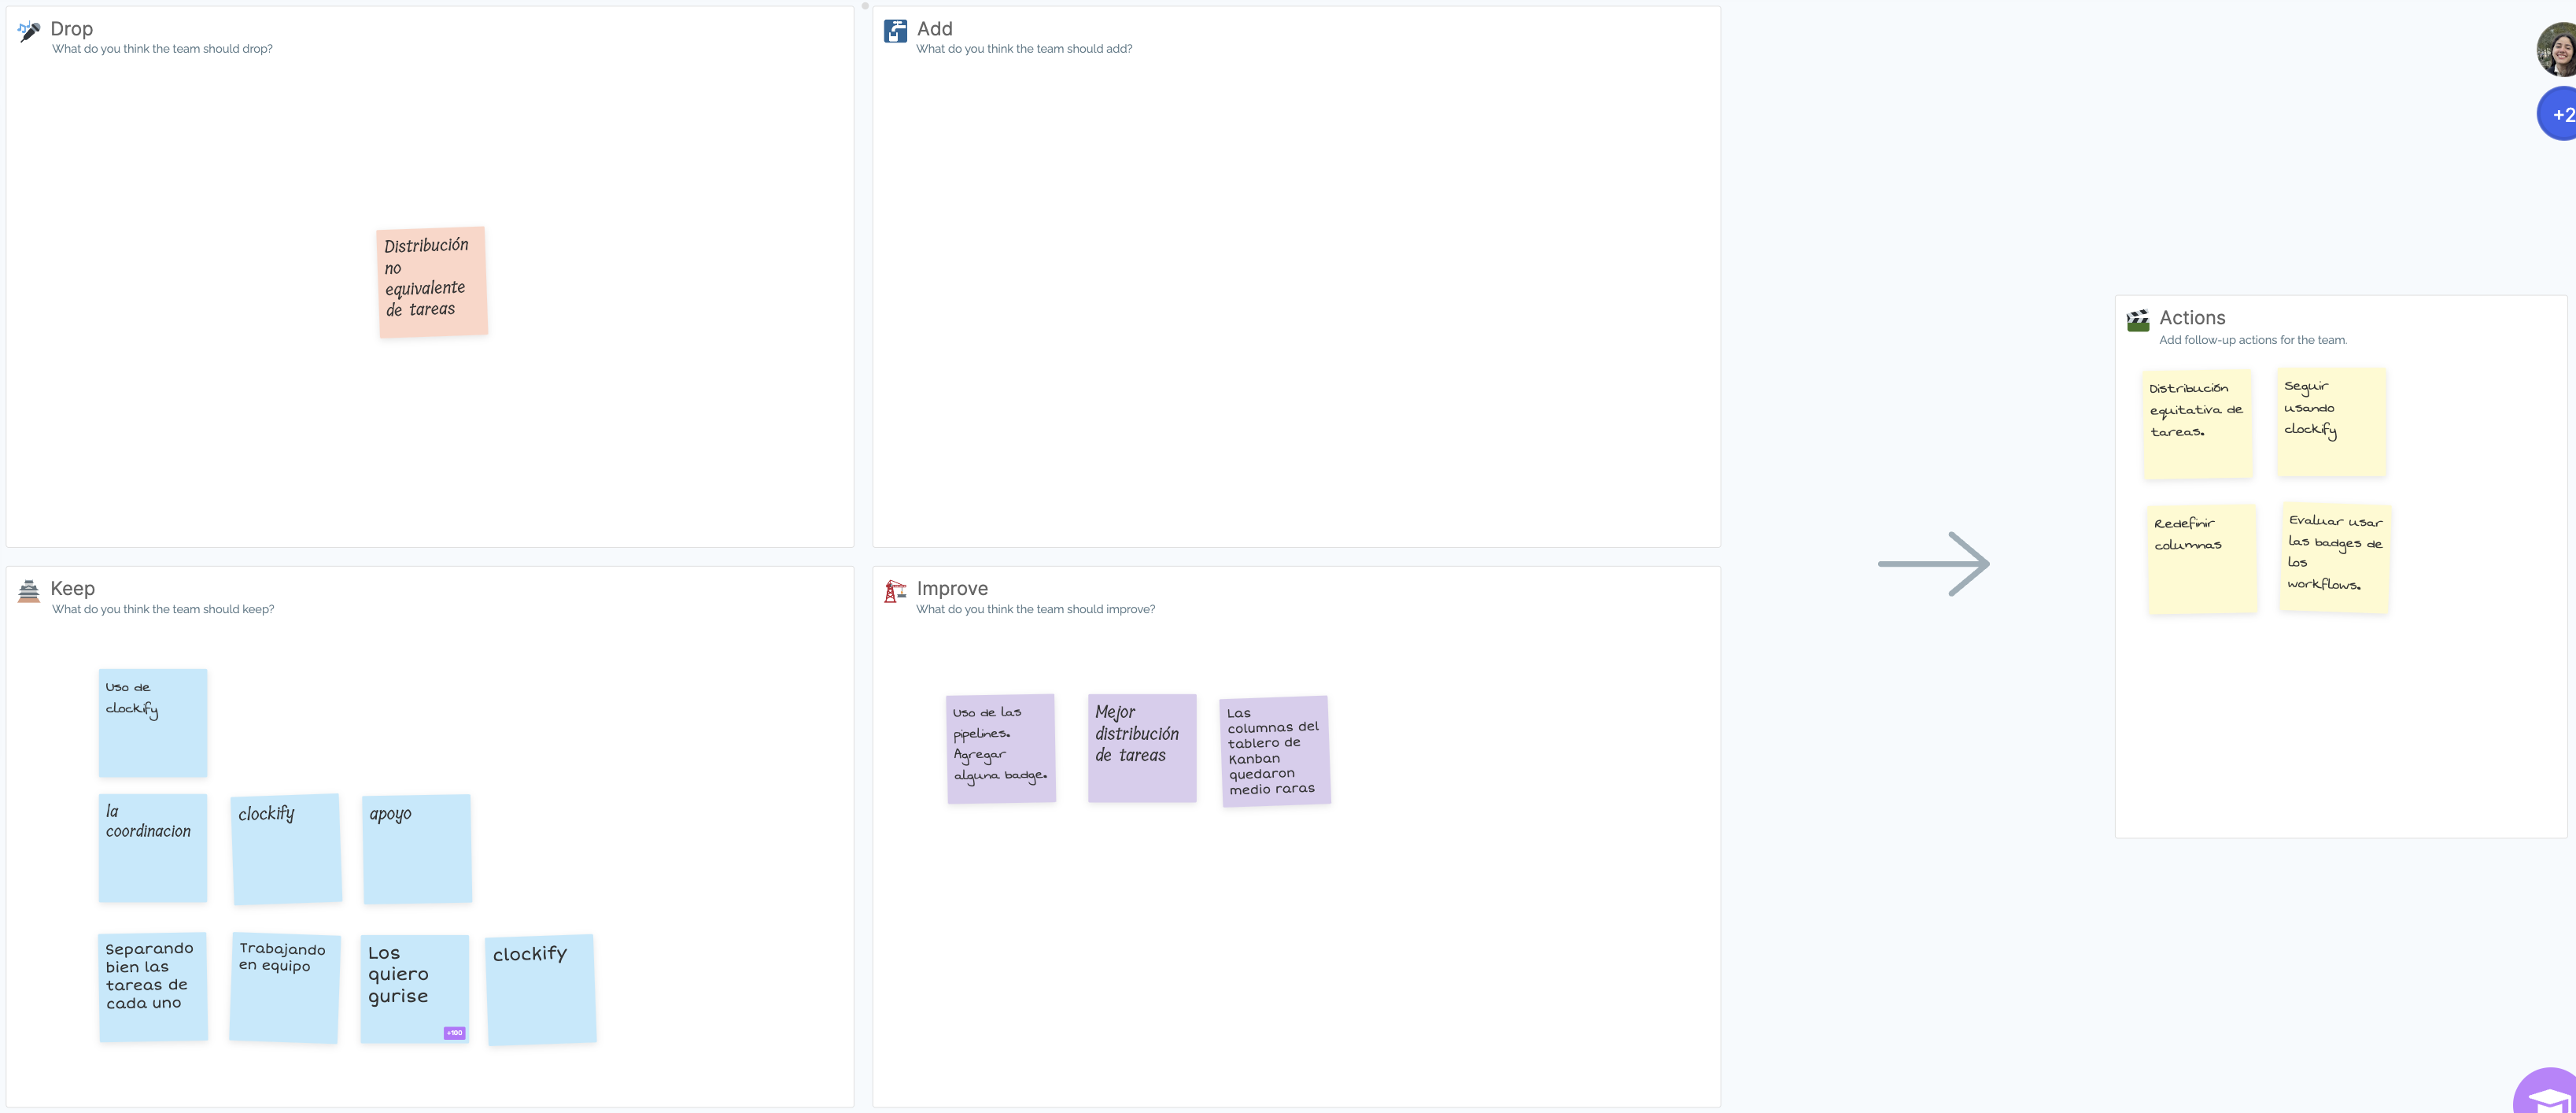 Drop
What do you think the team should drop?
Distribución
no
equivalente
de tareas
Add
What do you think the team should add?
Keep
What do you think the team should keep?
Uso de
clockify
la
coordinacion
clockify
apoyo
Separando
bien las
tareas de
cada uno
Trabajando
en equipo
Los
quiero
gurise
+100
clockify
Improve
What do you think the team should improve?
Uso de las
pipelines.
Agregar
alguna badge.
Mejor
distribución
de tareas
Las
columnas del
tablero de
Kanban
quedaron
medio raras
+2
Actions
Add follow-up actions for the team.
Distribución
equitativa de
tareas.
Seguir
usando
clockify
Redefinir
columnas
Evaluar usar
las badges de
los
workflows.